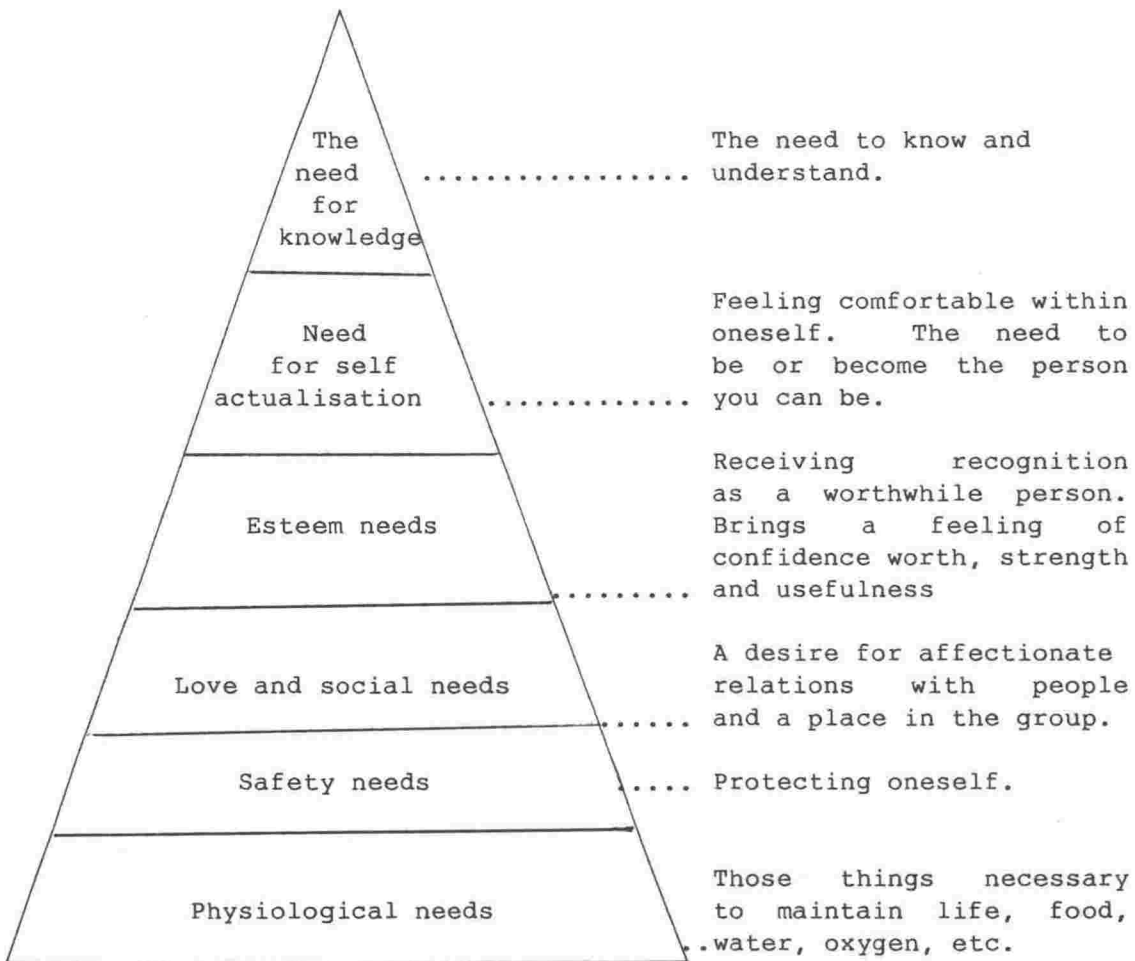 The
need
for
knowledge
................. The need to know and
understand.
Need
for self
actualisation
............. Feeling comfortable within
oneself. The need to
be or become the person
you can be.
Esteem needs
......... Receiving recognition
as a worthwhile person.
Brings a feeling of
confidence worth, strength
and usefulness
Love and social needs
...... A desire for affectionate
relations with people
and a place in the group.
Safety needs
..... Protecting oneself.
Physiological needs
.. Those things necessary
to maintain life, food,
water, oxygen, etc.